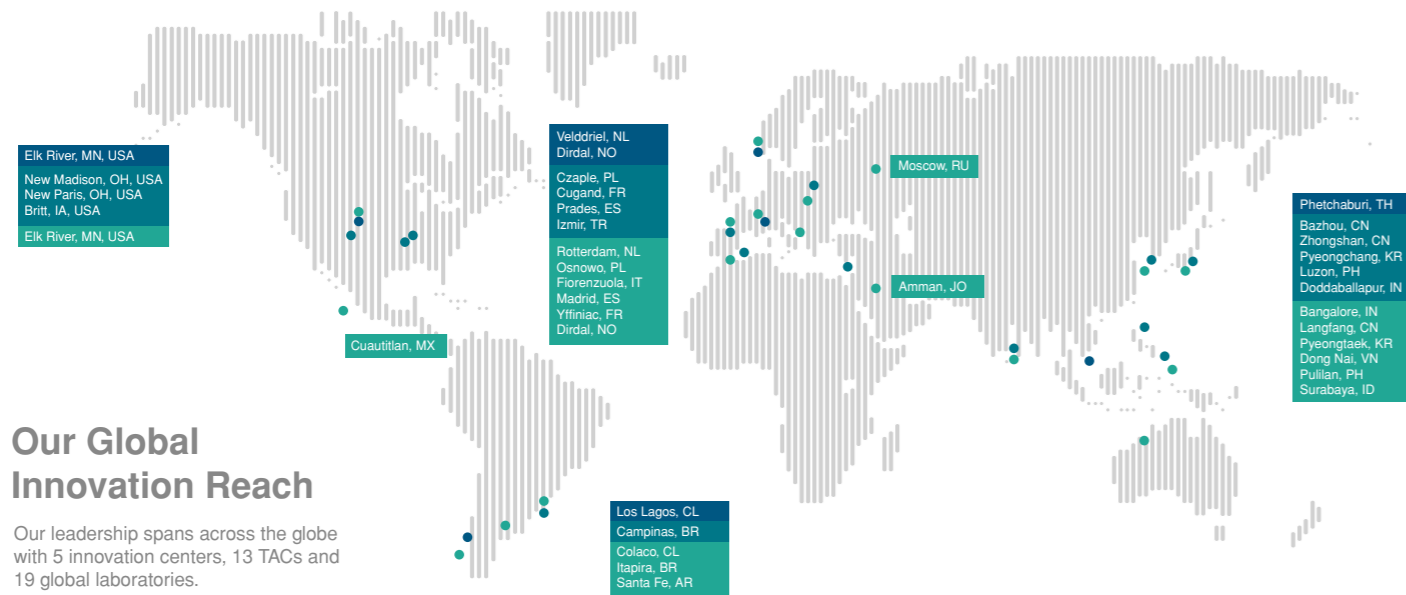 Elk River, MN, USA
New Madison, OH, USA
New Paris, OH, USA
Britt, IA, USA
Elk River, MN, USA
Cuautitlan, MX
Velddriel, NL
Dirdal, NO
Czaple, PL
Cugand, FR
Prades, ES
Izmir, TR
Rotterdam, NL
Osnowo, PL
Fiorenzuola, IT
Madrid, ES
Yffiniac, FR
Dirdal, NO
Moscow, RU
Amman, JO
Phetchaburi, TH
Bazhou, CN
Zhongshan, CN
Pyeongchang, KR
Luzon, PH
Doddaballapur, IN
Bangalore, IN
Langfang, CN
Pyeongtaek, KR
Dong Nai, VN
Pulilan, PH
Surabaya, ID
Our Global
Innovation Reach
Our leadership spans across the globe
with 5 innovation centers, 13 TACs and
19 global laboratories.
Los Lagos, CL
Campinas, BR
Colaco, CL
Itapira, BR
Santa Fe, AR